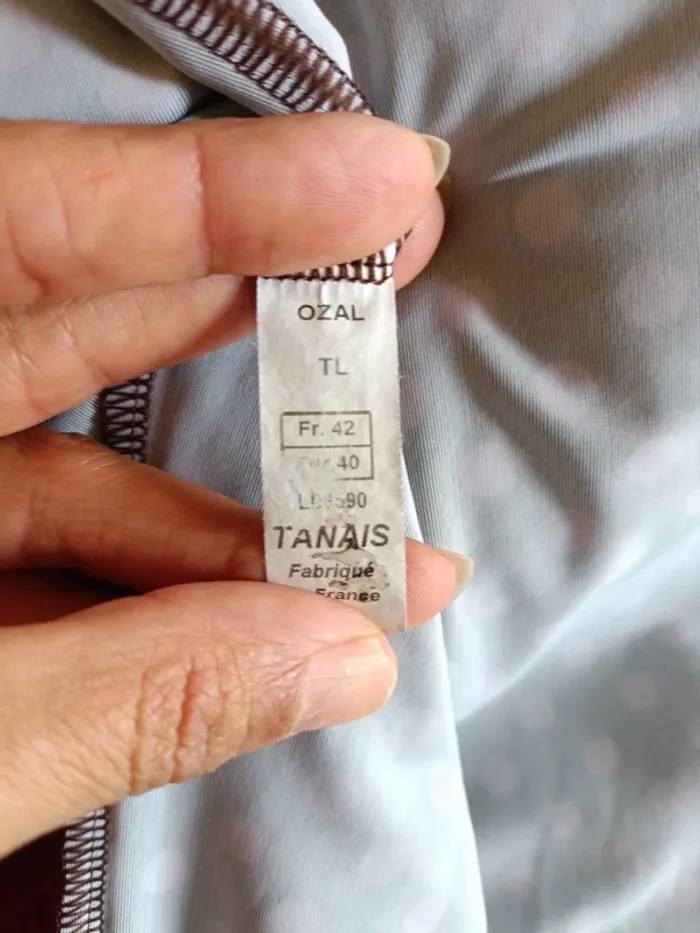 OZAL
TL
Fr. 42
40
TANAIS
Fabriqué
France